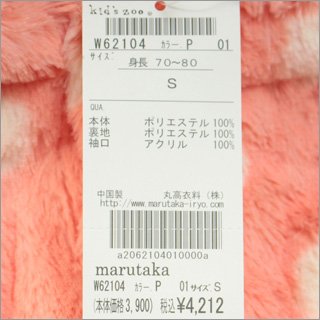 kid's zoo®
W62104 カラー P 01
サイズ:
身長 70～80
S
QUA
本体 ポリエステル 100%
裏地 ポリエステル 100%
袖口 アクリル 100%
中国製 丸高衣料（株）
http://www.marutaka-iryo.com/
a2062104010000a
marutaka
W62104 カラー P 01 サイズ S
(本体価格3,900) 税込 ¥4,212